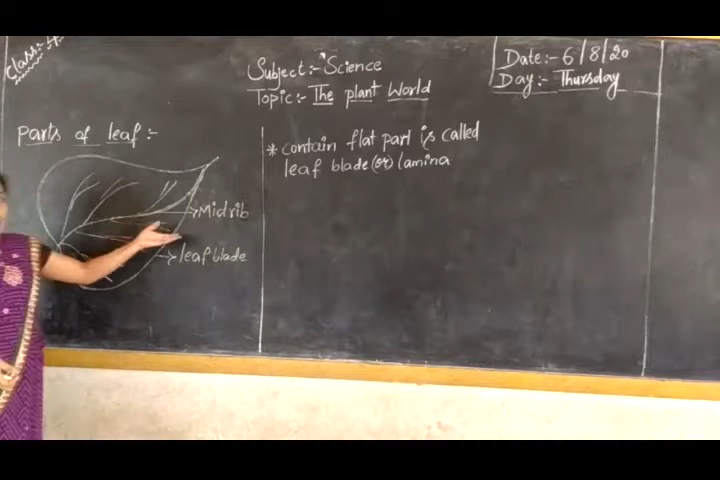 Class:- 4
Subject:- Science
Topic:- The plant World
Date:- 6/8/20
Day:- Thursday
Parts of leaf:-
Midrib
leaf blade
* contain flat part is called
leaf blade (or) lamina